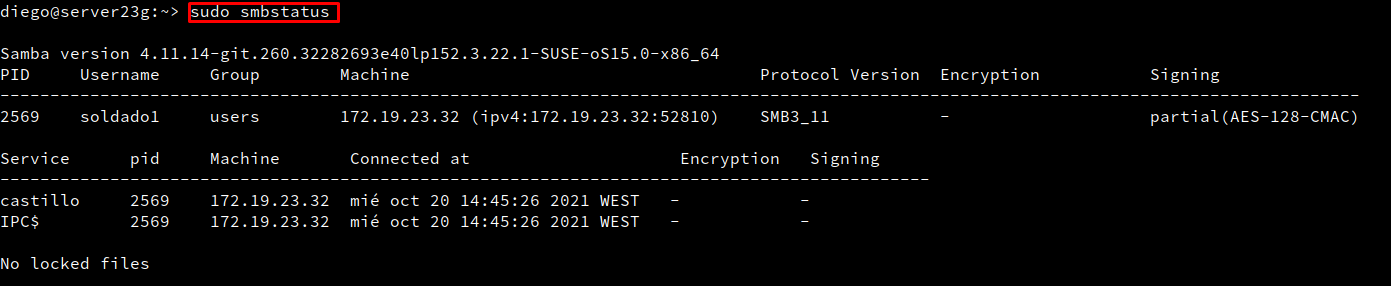 diego@server23g:~> sudo smbstatus
Samba version 4.11.14-git.260.32282693e40lp152.3.22.1-SUSE-oS15.0-x86_64
PID     Username     Group        Machine                                   Protocol Version  Encryption           Signing
----------------------------------------------------------------------------------------------------------------------------------------
2569    soldado1     users        172.19.23.32 (ipv4:172.19.23.32:52810)    SMB3_11           -                    partial(AES-128-CMAC)
Service      pid     Machine       Connected at                     Encryption   Signing
---------------------------------------------------------------------------------------------
castillo     2569    172.19.23.32  mié oct 20 14:45:26 2021 WEST   -            -
IPC$         2569    172.19.23.32  mié oct 20 14:45:26 2021 WEST   -            -
No locked files